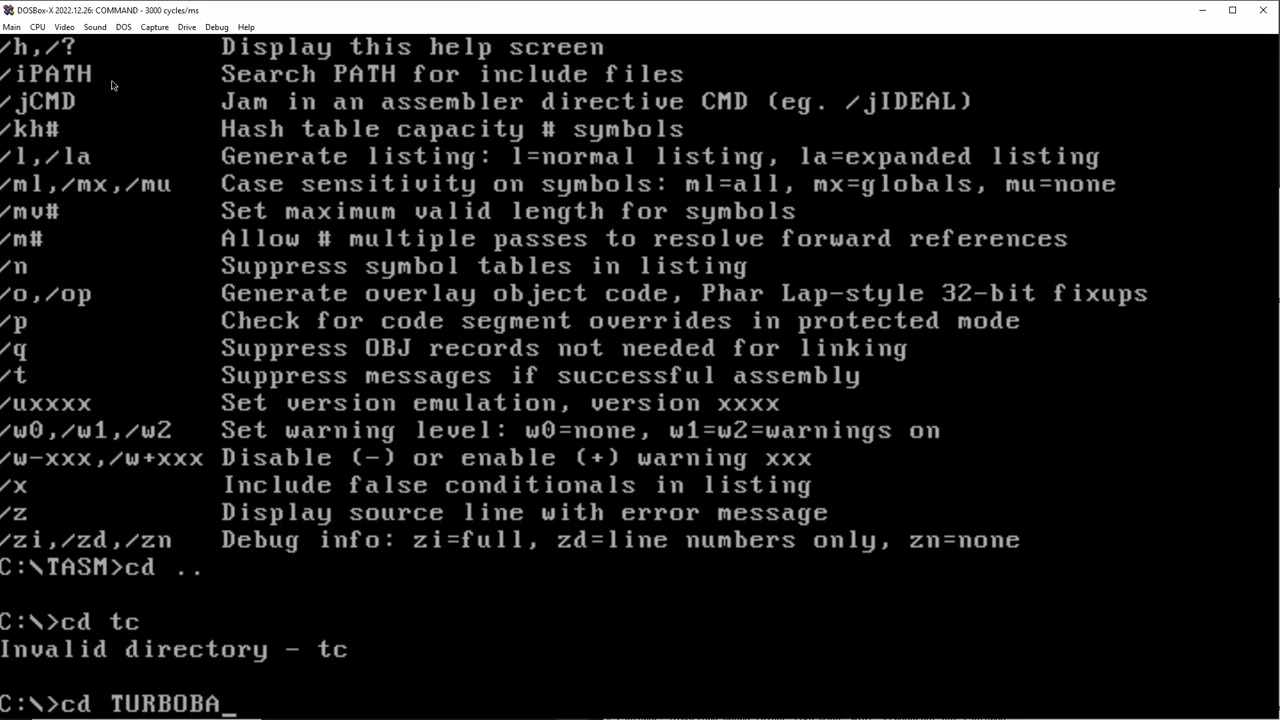 DOSBox-X 2022.12.26: COMMAND - 3000 cycles/ms
Main CPU Video Sound DOS Capture Drive Debug Help
/h,/? Display this help screen
/iPATH Search PATH for include files
/jCMD Jam in an assembler directive CMD (eg. /jIDEAL)
/kh# Hash table capacity # symbols
/l,/la Generate listing: l=normal listing, la=expanded listing
/ml,/mx,/mu Case sensitivity on symbols: ml=all, mx=globals, mu=none
/mv# Set maximum valid length for symbols
/m# Allow # multiple passes to resolve forward references
/n Suppress symbol tables in listing
/o,/op Generate overlay object code, Phar Lap-style 32-bit fixups
/p Check for code segment overrides in protected mode
/q Suppress OBJ records not needed for linking
/t Suppress messages if successful assembly
/uxxxx Set version emulation, version xxxx
/w0,/w1,/w2 Set warning level: w0=none, w1=w2=warnings on
/w-xxx,/w+xxx Disable (-) or enable (+) warning xxx
/x Include false conditionals in listing
/z Display source line with error message
/zi,/zd,/zn Debug info: zi=full, zd=line numbers only, zn=none
C:\TASM>cd ..
C:\>cd tc
Invalid directory - tc
C:\>cd TURBOBA_